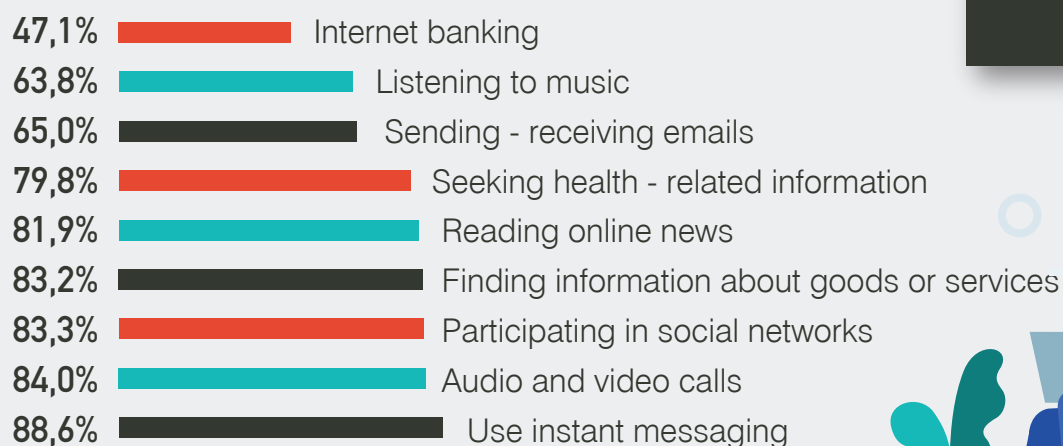 47,1% Internet banking
63,8% Listening to music
65,0% Sending - receiving emails
79,8% Seeking health - related information
81,9% Reading online news
83,2% Finding information about goods or services
83,3% Participating in social networks
84,0% Audio and video calls
88,6% Use instant messaging